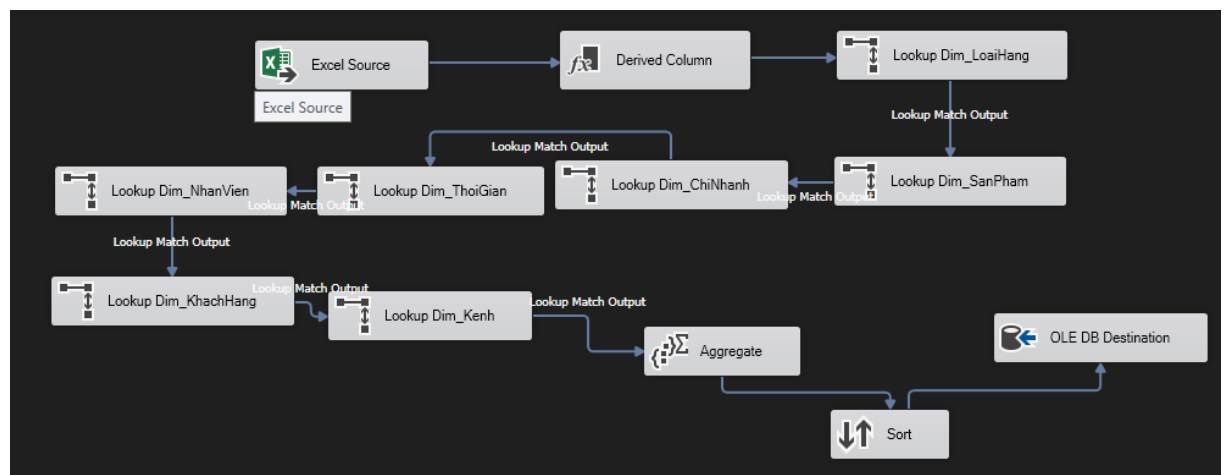 Excel Source
Derived Column
Lookup Dim_LoaiHang
Excel Source
Lookup Match Output
Lookup Match Output
Lookup Dim_NhanVien
Lookup Dim_ThoiGian
Lookup Dim_ChiNhanh
Lookup Dim_SanPham
Lookup Match Output
Lookup Match Output
Lookup Match Output
Lookup Dim_KhachHang
Lookup Match Output
Lookup Dim_Kenh
Lookup Match Output
Aggregate
OLE DB Destination
Sort